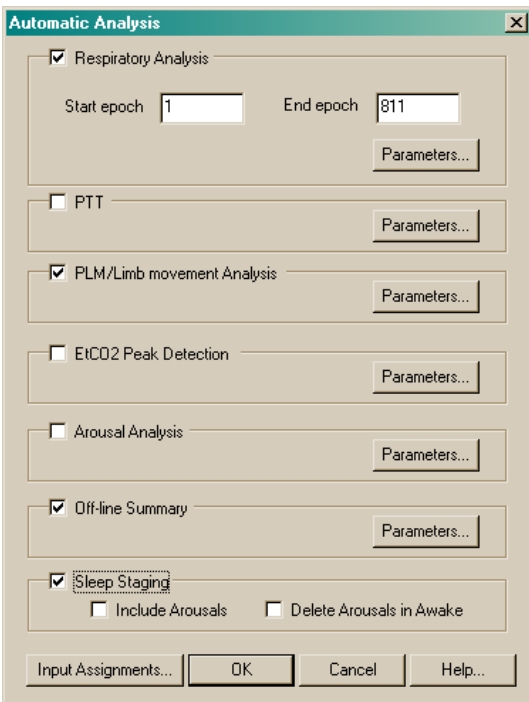 Automatic Analysis
Respiratory Analysis
Start epoch 1 End epoch 811
Parameters...
PTT
Parameters...
PLM/Limb movement Analysis
Parameters...
EtCO2 Peak Detection
Parameters...
Arousal Analysis
Parameters...
Off-line Summary
Parameters...
Sleep Staging
Include Arousals Delete Arousals in Awake
Input Assignments... OK Cancel Help...